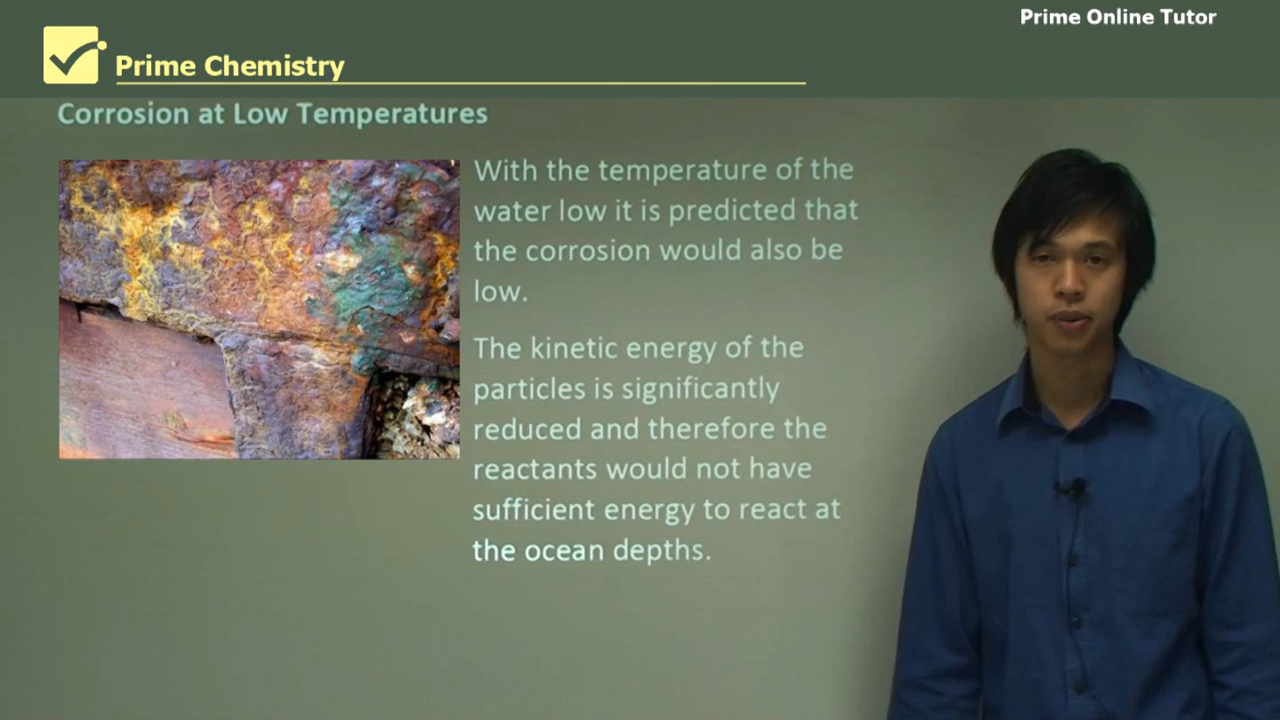 Prime Online Tutor
Prime Chemistry
Corrosion at Low Temperatures
With the temperature of the
water low it is predicted that
the corrosion would also be
low.
The kinetic energy of the
particles is significantly
reduced and therefore the
reactants would not have
sufficient energy to react at
the ocean depths.